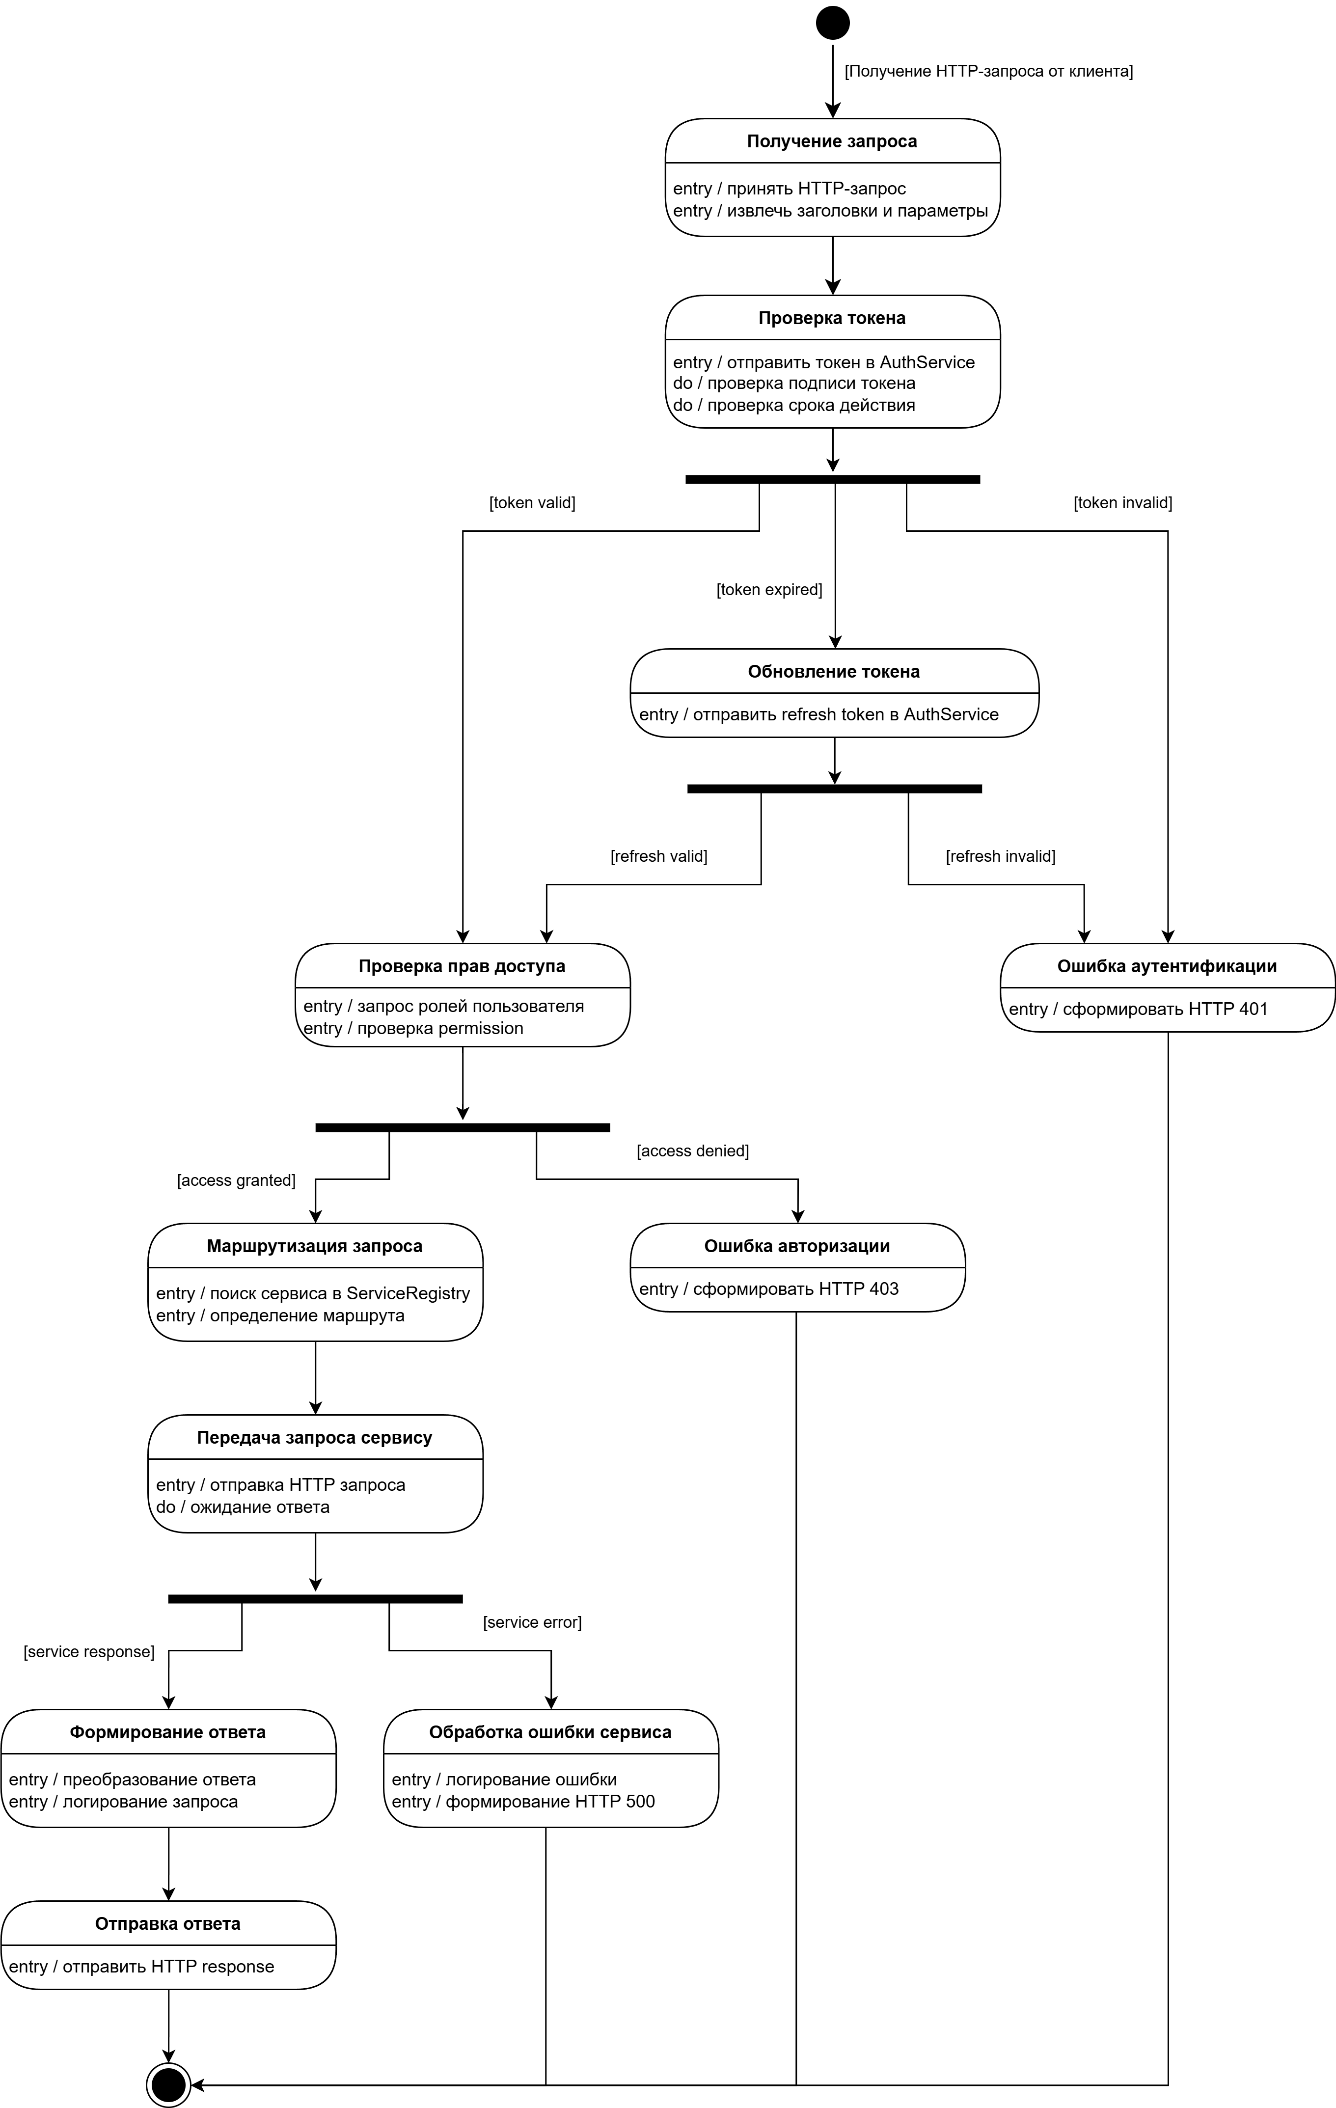 [Получение HTTP-запроса от клиента]
Получение запроса
entry / принять HTTP-запрос
entry / извлечь заголовки и параметры
Проверка токена
entry / отправить токен в AuthService
do / проверка подписи токена
do / проверка срока действия
[token valid]
[token invalid]
[token expired]
Обновление токена
entry / отправить refresh token в AuthService
[refresh valid]
[refresh invalid]
Проверка прав доступа
entry / запрос ролей пользователя
entry / проверка permission
Ошибка аутентификации
entry / сформировать HTTP 401
[access granted]
[access denied]
Маршрутизация запроса
entry / поиск сервиса в ServiceRegistry
entry / определение маршрута
Ошибка авторизации
entry / сформировать HTTP 403
Передача запроса сервису
entry / отправка HTTP запроса
do / ожидание ответа
[service response]
[service error]
Формирование ответа
entry / преобразование ответа
entry / логирование запроса
Обработка ошибки сервиса
entry / логирование ошибки
entry / формирование HTTP 500
Отправка ответа
entry / отправить HTTP response